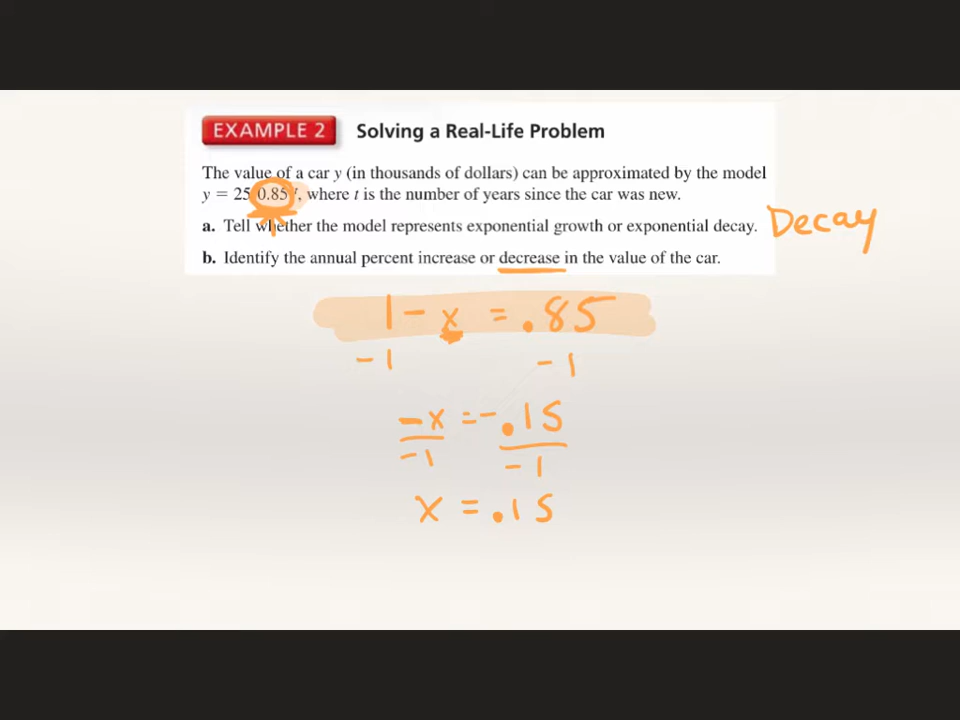 EXAMPLE 2 Solving a Real-Life Problem
The value of a car y (in thousands of dollars) can be approximated by the model
y = 25 0.85 t, where t is the number of years since the car was new.
a. Tell whether the model represents exponential growth or exponential decay. Decay
b. Identify the annual percent increase or decrease in the value of the car.
1 - x = .85
-1 -1
-x = -.15
-1 -1
x = .15